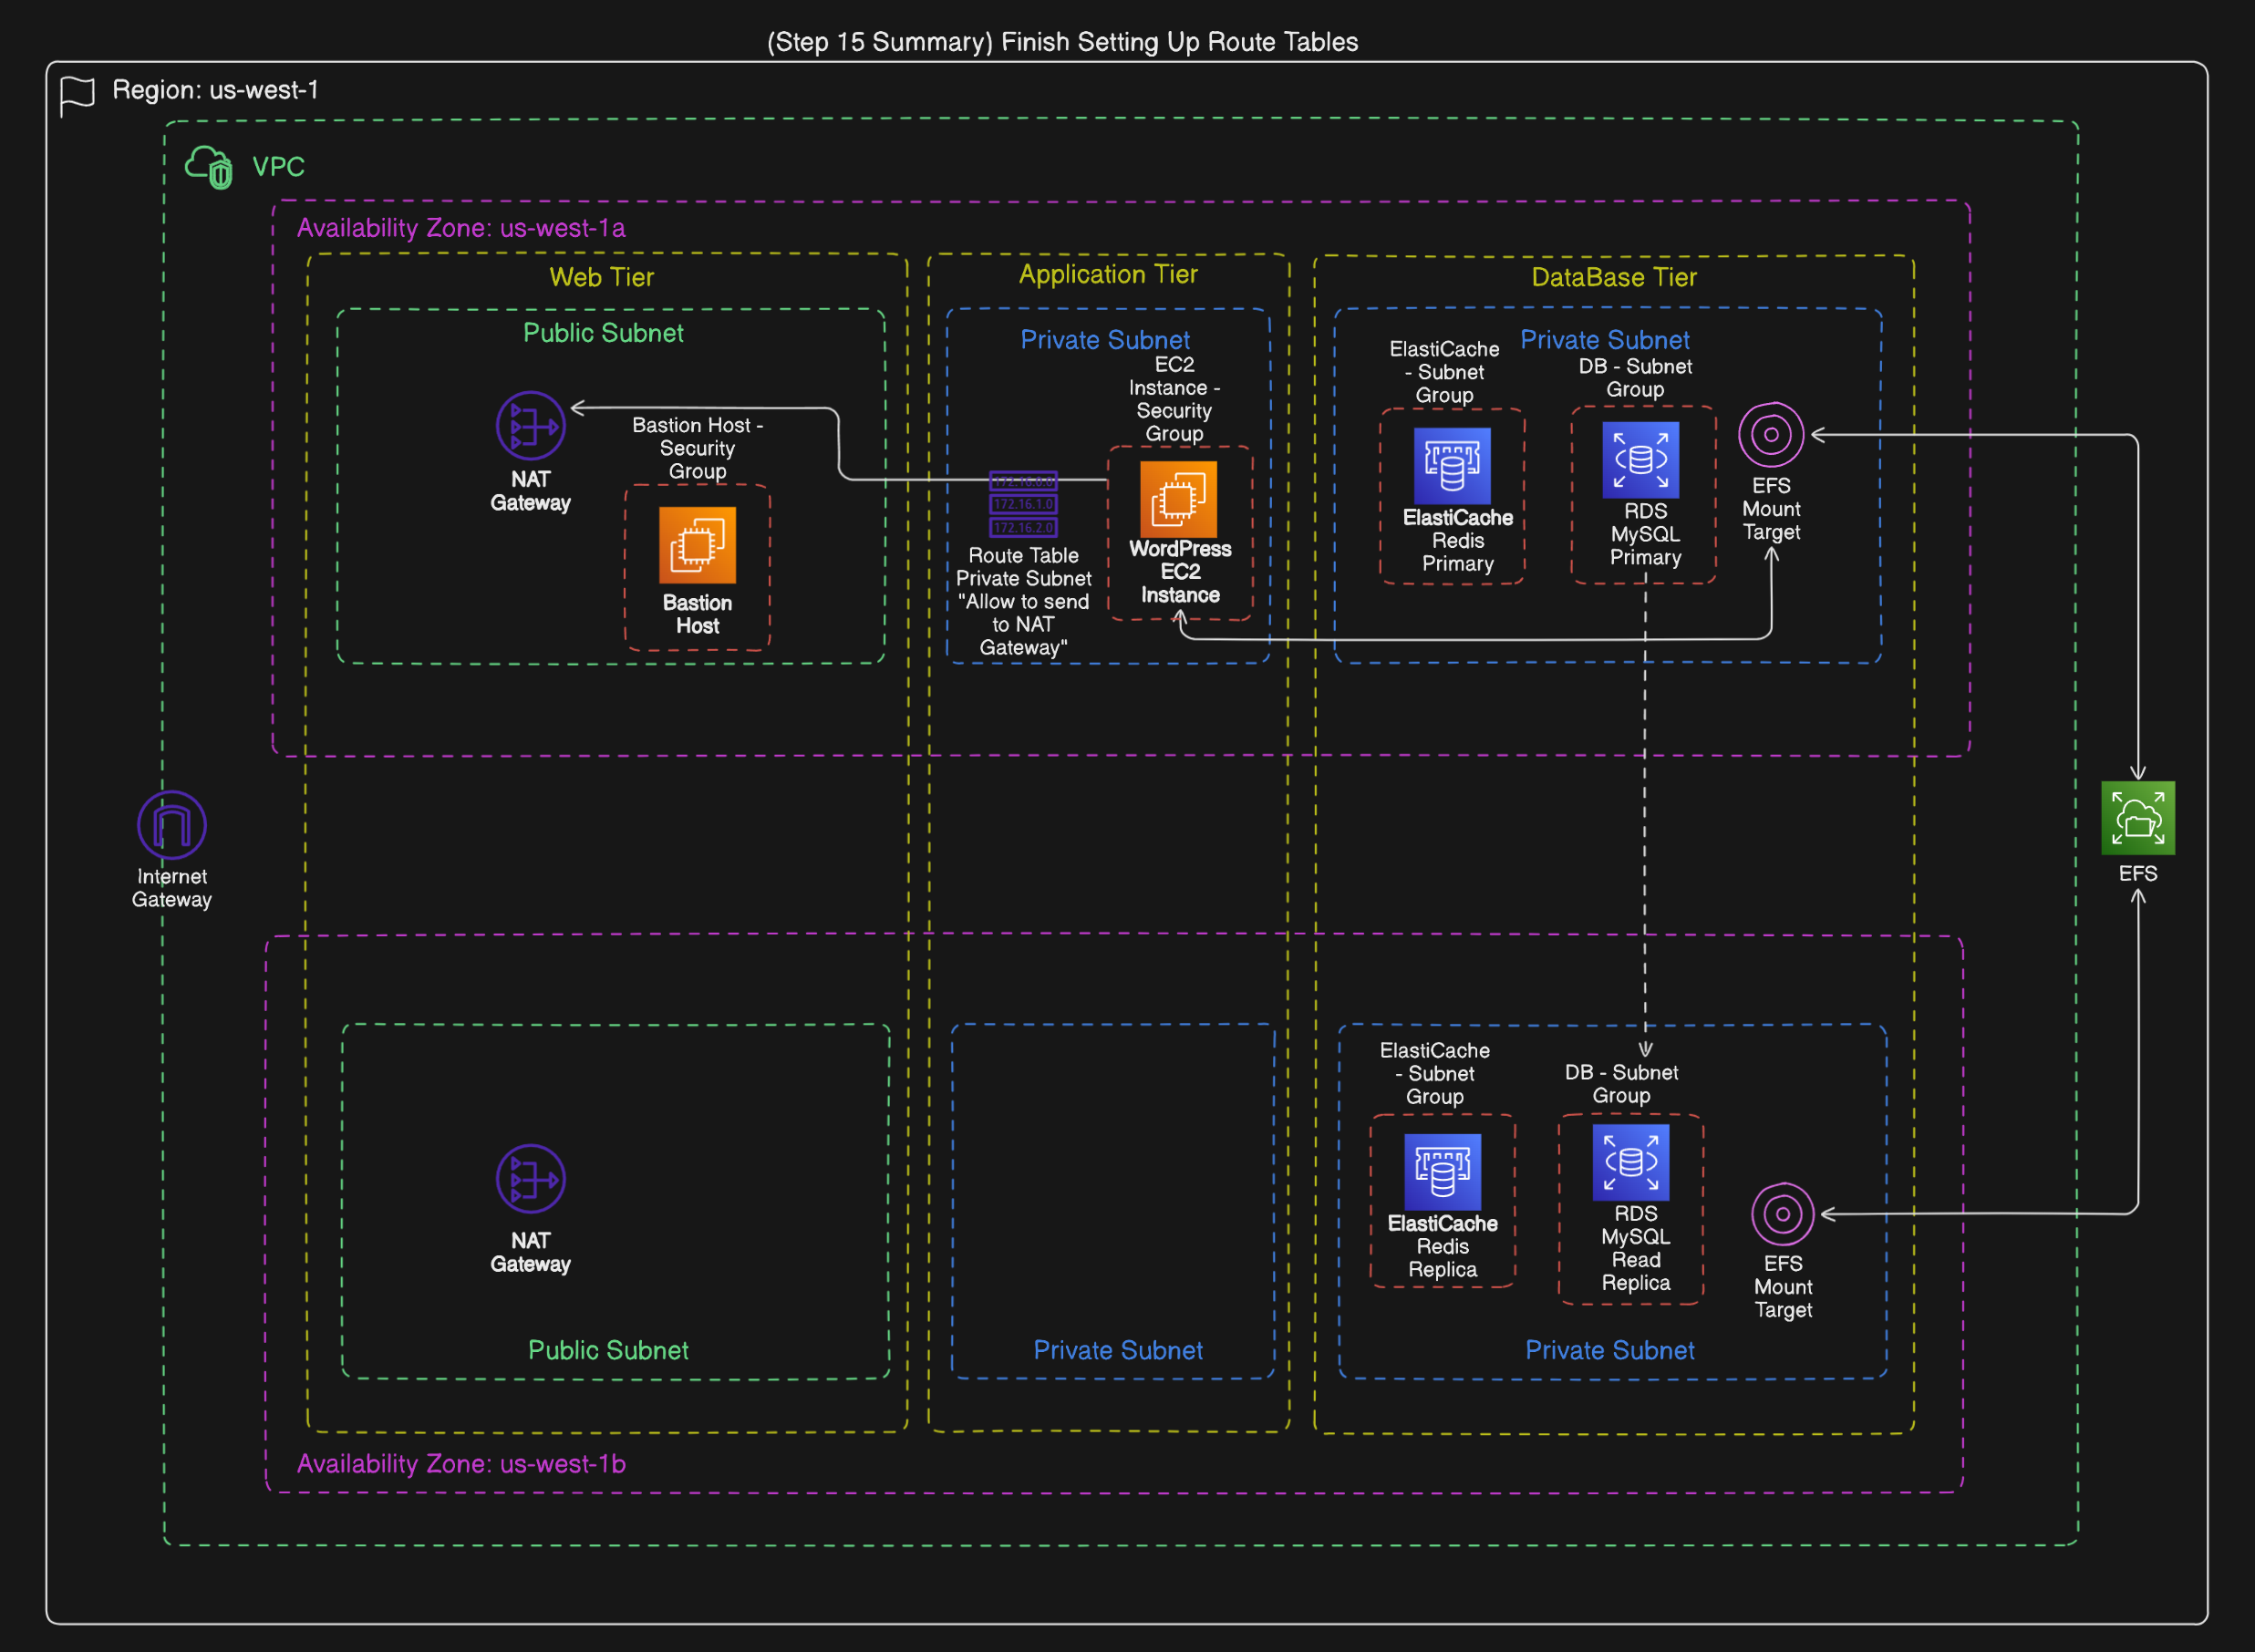 (Step 15 Summary) Finish Setting Up Route Tables
Region: us-west-1
VPC
Availability Zone: us-west-1a
Web Tier
Public Subnet
NAT
Gateway
Bastion Host -
Security
Group
Bastion
Host
Application Tier
Private Subnet
EC2
Instance -
Security
Group
172.16.0.0
172.16.1.0
172.16.2.0
Route Table
Private Subnet
"Allow to send
to NAT
Gateway"
WordPress
EC2
Instance
DataBase Tier
Private Subnet
ElastiCache
- Subnet
Group
ElastiCache
Redis
Primary
DB - Subnet
Group
RDS
MySQL
Primary
EFS
Mount
Target
Internet
Gateway
EFS
NAT
Gateway
Public Subnet
Private Subnet
ElastiCache
- Subnet
Group
ElastiCache
Redis
Replica
DB - Subnet
Group
RDS
MySQL
Read
Replica
EFS
Mount
Target
Private Subnet
Availability Zone: us-west-1b